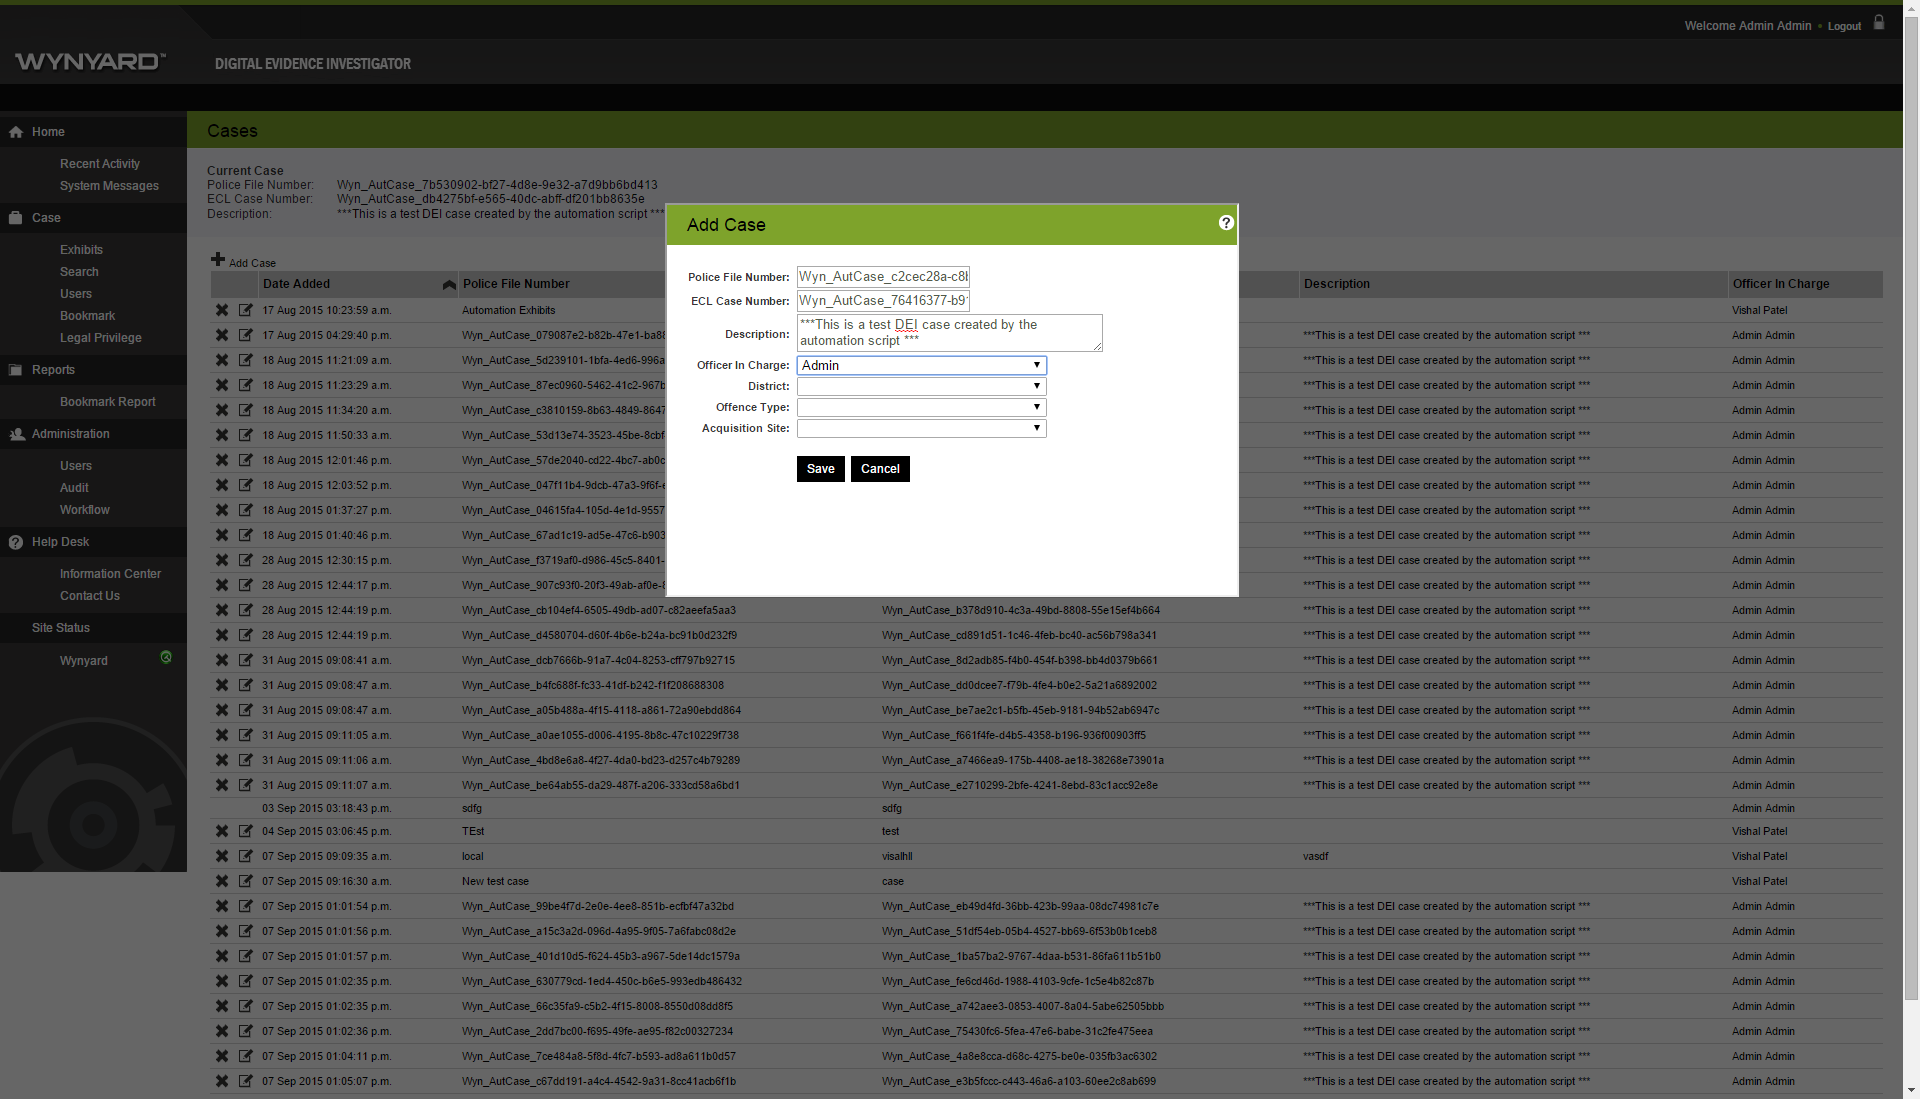 Welcome Admin Admin • Logout
WYNYARD™
DIGITAL EVIDENCE INVESTIGATOR
Home
Recent Activity
System Messages
Case
Exhibits
Search
Users
Bookmark
Legal Privilege
Reports
Bookmark Report
Administration
Users
Audit
Workflow
Help Desk
Information Center
Contact Us
Site Status
Wynyard
Cases
Current Case
Police File Number: Wyn_AutCase_7b530902-bf27-4d8e-9e32-a7d9bb6bd413
ECL Case Number: Wyn_AutCase_db4275bf-e565-40dc-abff-df201bb8635e
Description: ***This is a test DEI case created by the automation script ***
Add Case
Police File Number: Wyn_AutCase_c2cec28a-c8
ECL Case Number: Wyn_AutCase_76416377-b9
Description: ***This is a test DEI case created by the
automation script ***
Officer In Charge: Admin
District:
Offence Type:
Acquisition Site:
Save Cancel
Add Case
Date Added Police File Number Description Officer In Charge
17 Aug 2015 10:23:59 a.m. Automation Exhibits Vishal Patel
17 Aug 2015 04:29:40 p.m. Wyn_AutCase_079087e2-b82b-47e1-ba88 ***This is a test DEI case created by the automation script *** Admin Admin
18 Aug 2015 11:21:09 a.m. Wyn_AutCase_5d239101-1bfa-4ed6-996a ***This is a test DEI case created by the automation script *** Admin Admin
18 Aug 2015 11:23:29 a.m. Wyn_AutCase_87ec0960-5462-41c2-967b ***This is a test DEI case created by the automation script *** Admin Admin
18 Aug 2015 11:34:20 a.m. Wyn_AutCase_c3810159-8b63-4849-8647 ***This is a test DEI case created by the automation script *** Admin Admin
18 Aug 2015 11:50:33 a.m. Wyn_AutCase_53d13e74-3523-45be-8cbf ***This is a test DEI case created by the automation script *** Admin Admin
18 Aug 2015 12:01:46 p.m. Wyn_AutCase_57de2040-cd22-4bc7-ab0c ***This is a test DEI case created by the automation script *** Admin Admin
18 Aug 2015 12:03:52 p.m. Wyn_AutCase_047f11b4-9dcb-47a3-9f6f- ***This is a test DEI case created by the automation script *** Admin Admin
18 Aug 2015 01:37:27 p.m. Wyn_AutCase_04615fa4-105d-4e1d-9557 ***This is a test DEI case created by the automation script *** Admin Admin
18 Aug 2015 01:40:46 p.m. Wyn_AutCase_67ad1c19-ad5e-47c6-b903 ***This is a test DEI case created by the automation script *** Admin Admin
28 Aug 2015 12:30:15 p.m. Wyn_AutCase_f3719af0-d986-45c5-8401- ***This is a test DEI case created by the automation script *** Admin Admin
28 Aug 2015 12:44:17 p.m. Wyn_AutCase_907c93f0-20f3-49ab-af0e- ***This is a test DEI case created by the automation script *** Admin Admin
28 Aug 2015 12:44:19 p.m. Wyn_AutCase_cb104ef4-6505-49db-ad07-c82aeefa5aa3 Wyn_AutCase_b378d910-4c3a-49bd-8808-55e15ef4b664 ***This is a test DEI case created by the automation script *** Admin Admin
28 Aug 2015 12:44:19 p.m. Wyn_AutCase_d4580704-d60f-4b6e-b24a-bc91b0d232f9 Wyn_AutCase_cd891d51-1c46-4feb-bc40-ac56b798a341 ***This is a test DEI case created by the automation script *** Admin Admin
31 Aug 2015 09:08:41 a.m. Wyn_AutCase_dcb7666b-91a7-4c04-8253-cff797b92715 Wyn_AutCase_8d2adb85-f4b0-454f-b398-bb4d0379b661 ***This is a test DEI case created by the automation script *** Admin Admin
31 Aug 2015 09:08:47 a.m. Wyn_AutCase_b4fc688f-fc33-41df-b242-f1f208688308 Wyn_AutCase_dd0dcee7-f79b-4fe4-b0e2-5a21a6892002 ***This is a test DEI case created by the automation script *** Admin Admin
31 Aug 2015 09:08:47 a.m. Wyn_AutCase_a05b488a-4f15-4118-a861-72a90ebdd864 Wyn_AutCase_be7ae2c1-b5fb-45eb-9181-94b52ab6947c ***This is a test DEI case created by the automation script *** Admin Admin
31 Aug 2015 09:11:05 a.m. Wyn_AutCase_a0ae1055-d006-4195-8b8c-47c10229f738 Wyn_AutCase_f661f4fe-d4b5-4358-b196-936f00903ff5 ***This is a test DEI case created by the automation script *** Admin Admin
31 Aug 2015 09:11:06 a.m. Wyn_AutCase_4bd8e6a8-4f27-4da0-bd23-d257c4b79289 Wyn_AutCase_a7466ea9-175b-4408-ae18-38268e73901a ***This is a test DEI case created by the automation script *** Admin Admin
31 Aug 2015 09:11:07 a.m. Wyn_AutCase_be64ab55-da29-487f-a206-333cd58a6bd1 Wyn_AutCase_e2710299-2bfe-4241-8ebd-83c1acc92e8e ***This is a test DEI case created by the automation script *** Admin Admin
03 Sep 2015 03:18:43 p.m. sdfg sdfg Admin Admin
04 Sep 2015 03:06:45 p.m. TEst test Vishal Patel
07 Sep 2015 09:09:35 a.m. local visalhll vasdf Vishal Patel
07 Sep 2015 09:16:30 a.m. New test case case Vishal Patel
07 Sep 2015 01:01:54 p.m. Wyn_AutCase_99be4f7d-2e0e-4ee8-851b-ecfbf47a32bd Wyn_AutCase_eb49d4fd-36bb-423b-99aa-08dc74981c7e ***This is a test DEI case created by the automation script *** Admin Admin
07 Sep 2015 01:01:56 p.m. Wyn_AutCase_a15c3a2d-096d-4a95-9f05-7a6fabc08d2e Wyn_AutCase_51df54eb-05b4-4527-bb69-6f53b0b1ceb8 ***This is a test DEI case created by the automation script *** Admin Admin
07 Sep 2015 01:01:57 p.m. Wyn_AutCase_401d10d5-f624-45b3-a967-5de14dc1579a Wyn_AutCase_1ba57ba2-9767-4daa-b531-86fa611b51b0 ***This is a test DEI case created by the automation script *** Admin Admin
07 Sep 2015 01:02:35 p.m. Wyn_AutCase_630779cd-1ed4-450c-b6e5-993edb486432 Wyn_AutCase_fe6cd46d-1988-4103-9cfe-1c5e4b82c87b ***This is a test DEI case created by the automation script *** Admin Admin
07 Sep 2015 01:02:35 p.m. Wyn_AutCase_66c35fa9-c5b2-4f15-8008-8550d08dd8f5 Wyn_AutCase_a742aee3-0853-4007-8a04-5abe62505bbb ***This is a test DEI case created by the automation script *** Admin Admin
07 Sep 2015 01:02:36 p.m. Wyn_AutCase_2dd7bc00-f695-49fe-ae95-f82c00327234 Wyn_AutCase_75430fc6-5fea-47e6-babe-31c2fe475eea ***This is a test DEI case created by the automation script *** Admin Admin
07 Sep 2015 01:04:11 p.m. Wyn_AutCase_7ce484a8-5f8d-4fc7-b593-ad8a611b0d57 Wyn_AutCase_4a8e8cca-d68c-4275-be0e-035fb3ac6302 ***This is a test DEI case created by the automation script *** Admin Admin
07 Sep 2015 01:05:07 p.m. Wyn_AutCase_c67dd191-a4c4-4542-9a31-8cc41acb6f1b Wyn_AutCase_e3b5fccc-c443-46a6-a103-60ee2c8ab699 ***This is a test DEI case created by the automation script *** Admin Admin